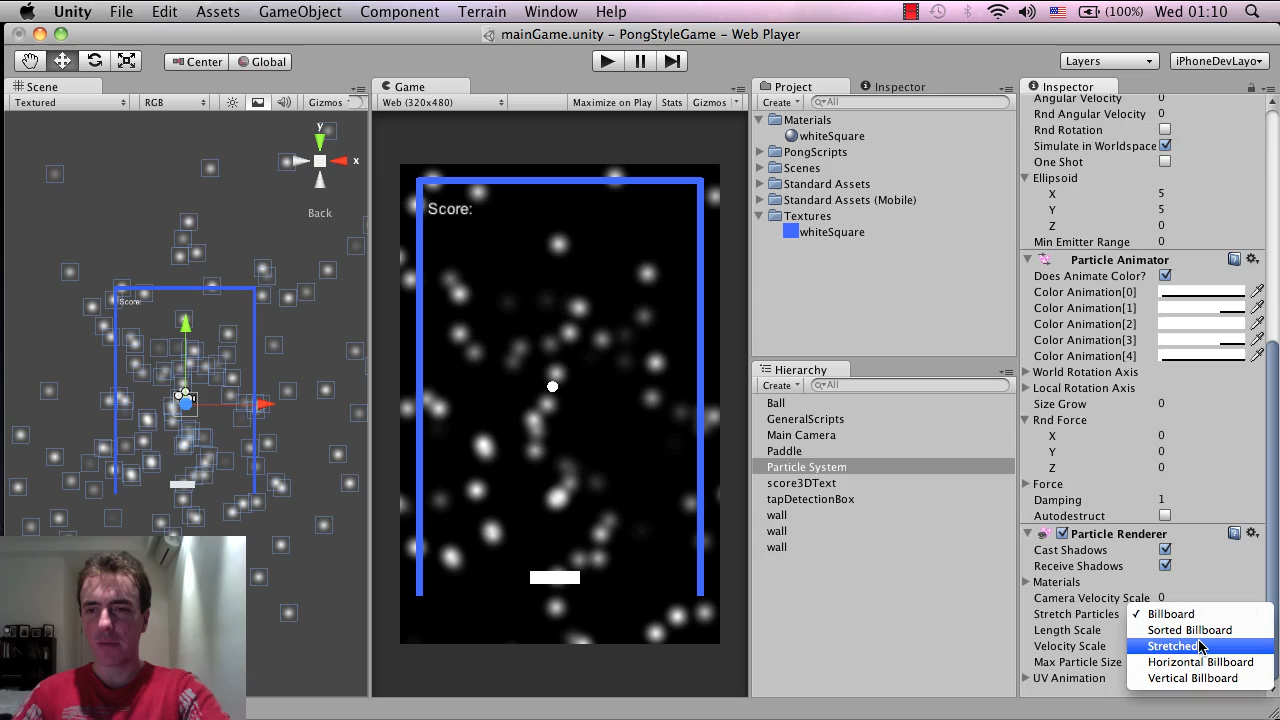 Unity File Edit Assets GameObject Component Terrain Window Help (100%) Wed 01:10
mainGame.unity - PongStyleGame - Web Player
Center Global Layers iPhoneDevLayo
Scene
Textured RGB Gizmos
y
x
Back
Score:
Game
Web (320x480) Maximize on Play Stats Gizmos
Score:
Project Inspector
Create All
Materials
whiteSquare
PongScripts
Scenes
Standard Assets
Standard Assets (Mobile)
Textures
whiteSquare
Hierarchy
Create All
Ball
GeneralScripts
Main Camera
Paddle
Particle System
score3DText
tapDetectionBox
wall
wall
wall
Inspector
Angular Velocity 0
Rnd Angular Velocity 0
Rnd Rotation
Simulate in Worldspace
One Shot
Ellipsoid
X 5
Y 5
Z 0
Min Emitter Range 0
Particle Animator
Does Animate Color?
Color Animation[0]
Color Animation[1]
Color Animation[2]
Color Animation[3]
Color Animation[4]
World Rotation Axis
Local Rotation Axis
Size Grow 0
Rnd Force
X 0
Y 0
Z 0
Force
Damping 1
Autodestruct
Particle Renderer
Cast Shadows
Receive Shadows
Materials
Camera Velocity Scale 0
Stretch Particles
Length Scale
Velocity Scale
Max Particle Size
UV Animation
Billboard
Sorted Billboard
Stretched
Horizontal Billboard
Vertical Billboard